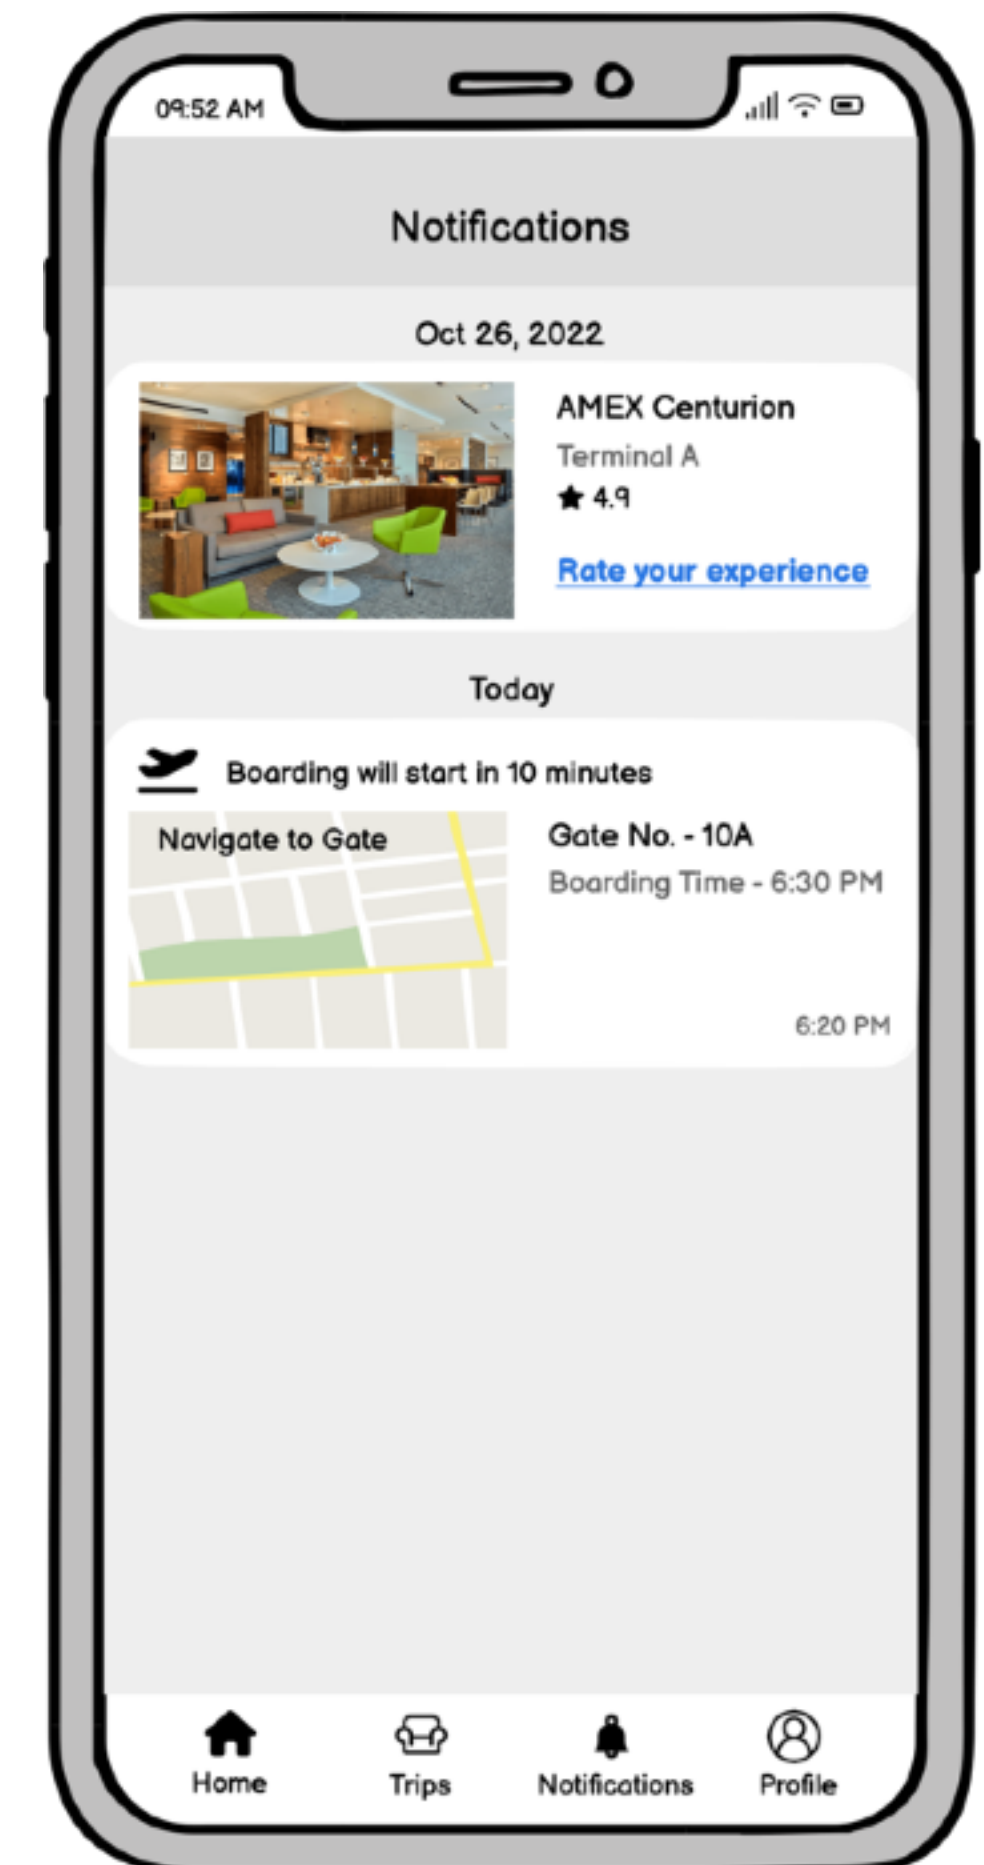 09:52 AM
Notifications
Oct 26, 2022
AMEX Centurion
Terminal A
★ 4.9
Rate your experience
Today
Boarding will start in 10 minutes
Navigate to Gate
Gate No. - 10A
Boarding Time - 6:30 PM
6:20 PM
Home Trips Notifications Profile